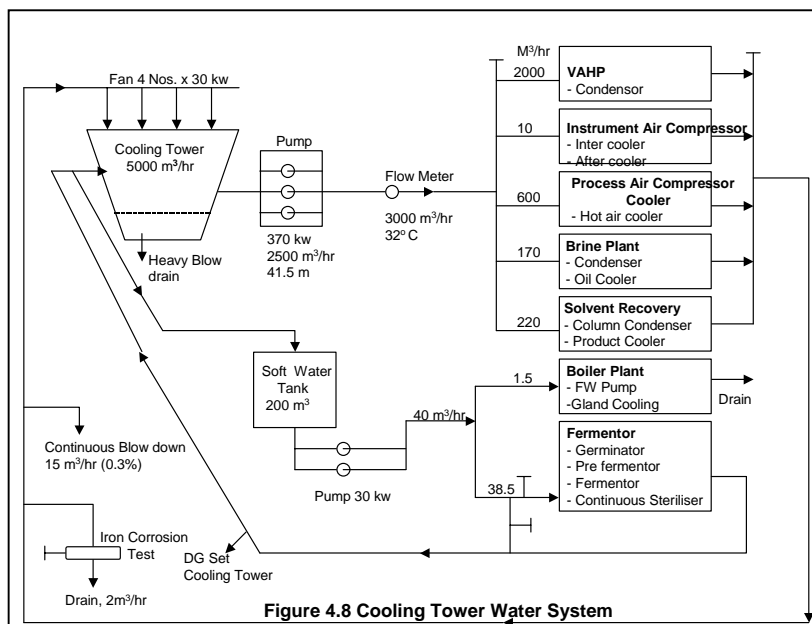 Fan 4 Nos. x 30 kw
Cooling Tower
5000 m³/hr
Heavy Blow
drain
Pump
370 kw
2500 m³/hr
41.5 m
Flow Meter
3000 m³/hr
32° C
M³/hr
2000
VAHP
- Condensor
10
Instrument Air Compressor
- Inter cooler
- After cooler
600
Process Air Compressor
Cooler
- Hot air cooler
170
Brine Plant
- Condenser
- Oil Cooler
220
Solvent Recovery
- Column Condenser
- Product Cooler
Soft Water
Tank
200 m³
Pump 30 kw
40 m³/hr
1.5
Boiler Plant
- FW Pump
-Gland Cooling
Drain
38.5
Fermentor
- Germinator
- Pre fermentor
- Fermentor
- Continuous Steriliser
Continuous Blow down
15 m³/hr (0.3%)
Iron Corrosion
Test
Drain, 2m³/hr
DG Set
Cooling Tower
Figure 4.8 Cooling Tower Water System